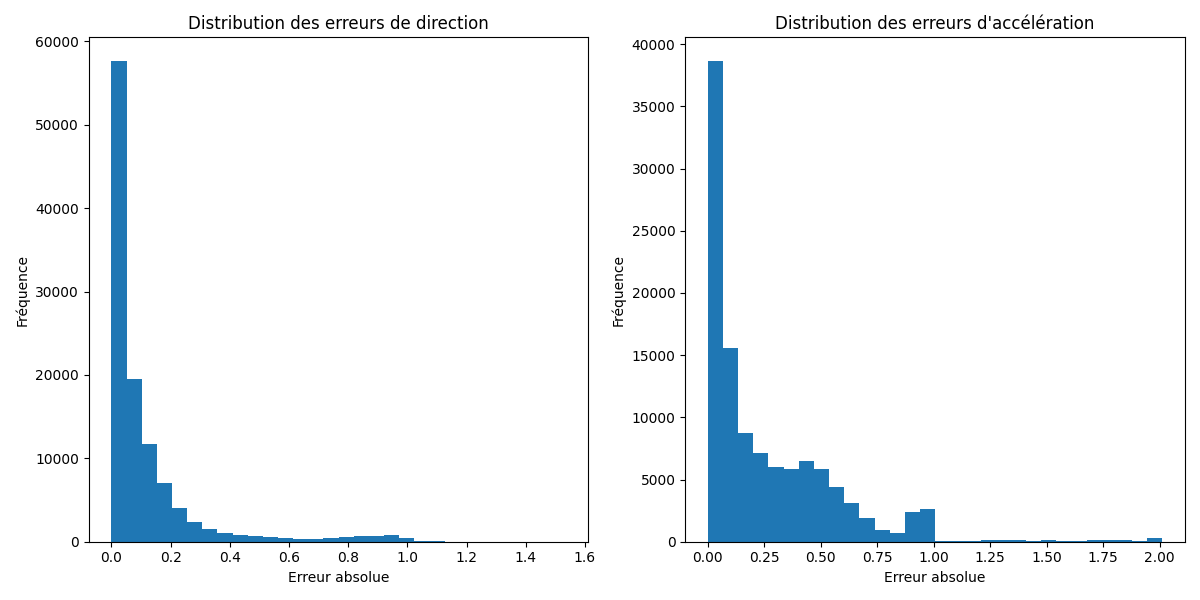 Distribution des erreurs de direction
60000
50000
40000
30000
20000
10000
0
Fréquence
0.0 0.2 0.4 0.6 0.8 1.0 1.2 1.4 1.6
Erreur absolue
Distribution des erreurs d'accélération
40000
35000
30000
25000
20000
15000
10000
5000
0
Fréquence
0.00 0.25 0.50 0.75 1.00 1.25 1.50 1.75 2.00
Erreur absolue